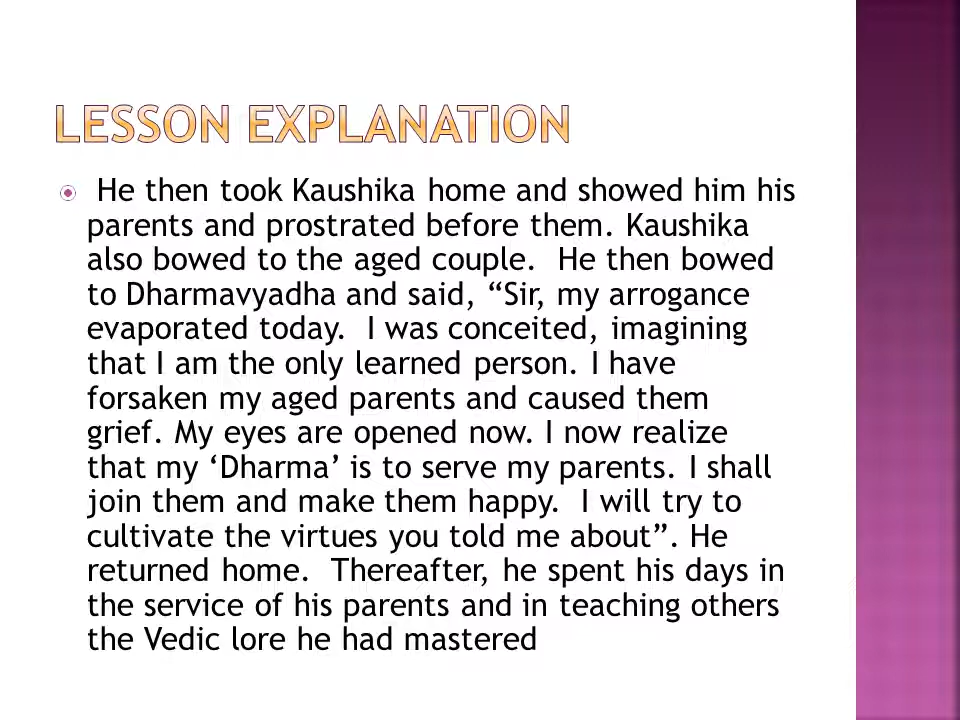 LESSON EXPLANATION
He then took Kaushika home and showed him his
parents and prostrated before them. Kaushika
also bowed to the aged couple.  He then bowed
to Dharmavyadha and said, “Sir, my arrogance
evaporated today.  I was conceited, imagining
that I am the only learned person. I have
forsaken my aged parents and caused them
grief. My eyes are opened now. I now realize
that my ‘Dharma’ is to serve my parents. I shall
join them and make them happy.  I will try to
cultivate the virtues you told me about”. He
returned home.  Thereafter, he spent his days in
the service of his parents and in teaching others
the Vedic lore he had mastered